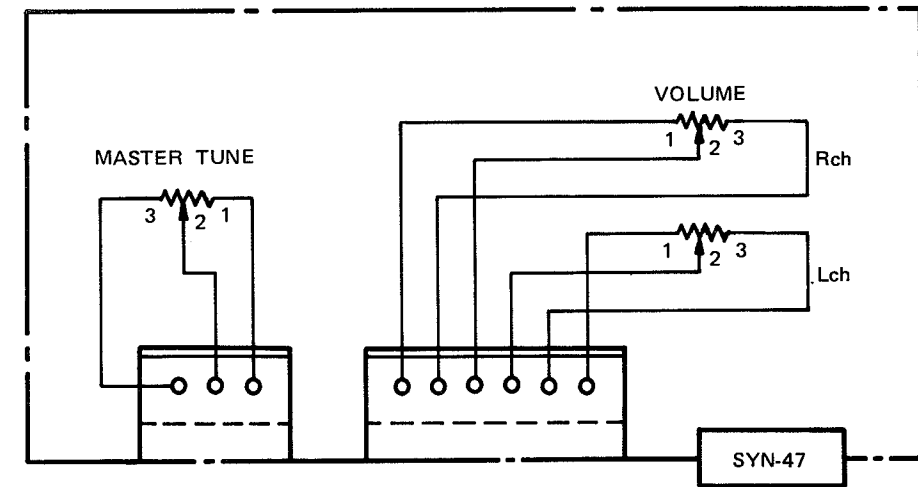 VOLUME
1 2 3
Rch
MASTER TUNE
3 2 1
1 2 3
Lch
SYN-47